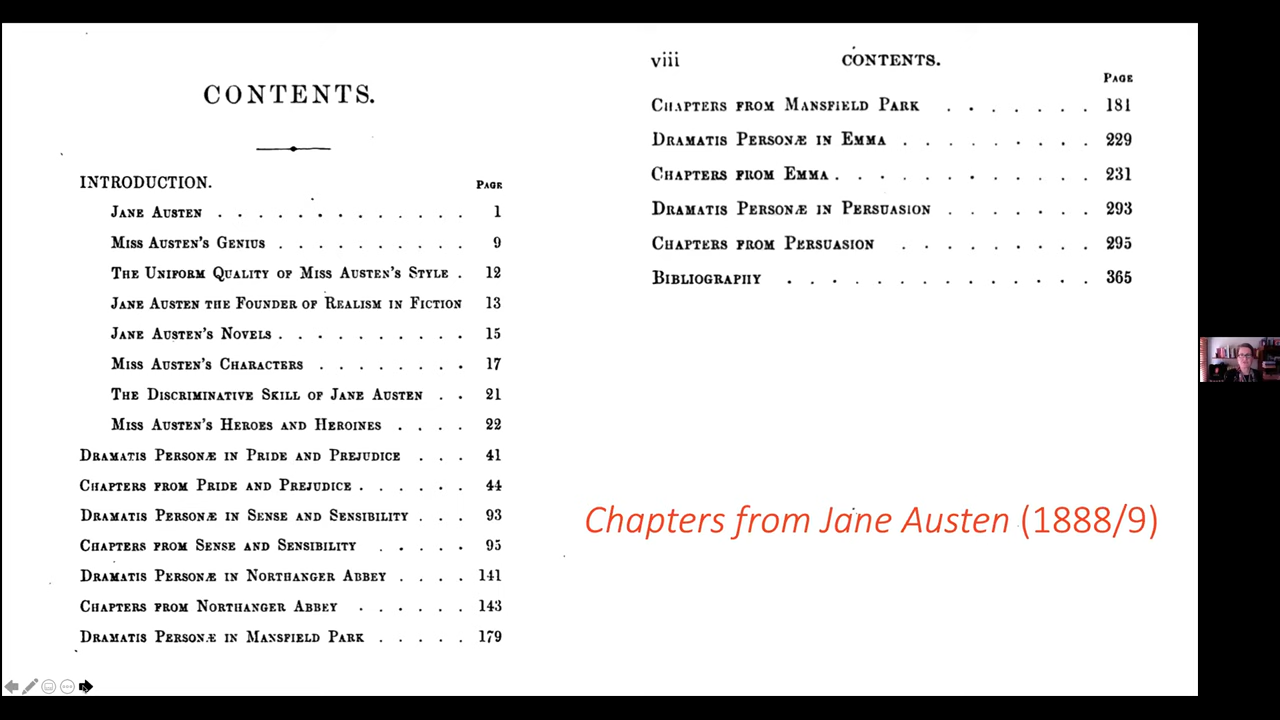 CONTENTS.
INTRODUCTION. PAGE
JANE AUSTEN . . . . . . . . . . . . . 1
MISS AUSTEN'S GENIUS . . . . . . . . . . 9
THE UNIFORM QUALITY OF MISS AUSTEN'S STYLE . 12
JANE AUSTEN THE FOUNDER OF REALISM IN FICTION 13
JANE AUSTEN'S NOVELS . . . . . . . . . . 15
MISS AUSTEN'S CHARACTERS . . . . . . . . 17
THE DISCRIMINATIVE SKILL OF JANE AUSTEN . . 21
MISS AUSTEN'S HEROES AND HEROINES . . . . 22
DRAMATIS PERSONÆ IN PRIDE AND PREJUDICE . . . 41
CHAPTERS FROM PRIDE AND PREJUDICE . . . . . . 44
DRAMATIS PERSONÆ IN SENSE AND SENSIBILITY . . . 93
CHAPTERS FROM SENSE AND SENSIBILITY . . . . . 95
DRAMATIS PERSONÆ IN NORTHANGER ABBEY . . . . 141
CHAPTERS FROM NORTHANGER ABBEY . . . . . . 143
DRAMATIS PERSONÆ IN MANSFIELD PARK . . . . . 179
viii CONTENTS.
PAGE
CHAPTERS FROM MANSFIELD PARK . . . . . . . 181
DRAMATIS PERSONÆ IN EMMA . . . . . . . . . 229
CHAPTERS FROM EMMA . . . . . . . . . . . . 231
DRAMATIS PERSONÆ IN PERSUASION . . . . . . . 293
CHAPTERS FROM PERSUASION . . . . . . . . . 295
BIBLIOGRAPHY . . . . . . . . . . . . . 365
Chapters from Jane Austen (1888/9)